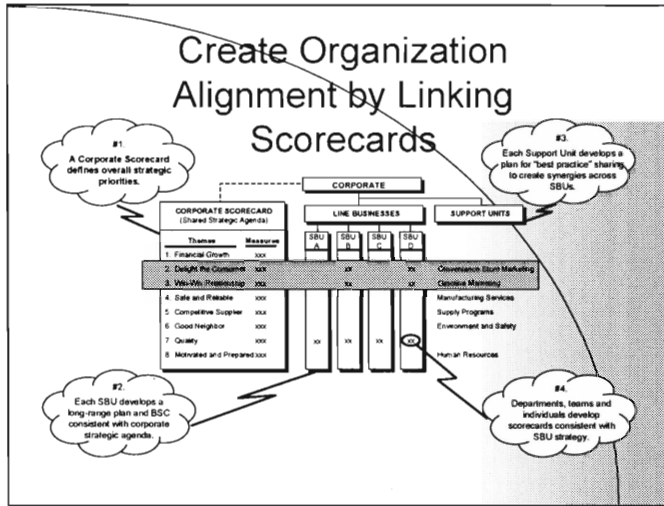 Create Organization
Alignment by Linking
Scorecards
#1.
A Corporate Scorecard
defines overall strategic
priorities.
#3.
Each Support Unit develops a
plan for "best practice" sharing
to create synergies across
SBUs.
CORPORATE
CORPORATE SCORECARD
(Shared Strategic Agenda)
LINE BUSINESSES
SUPPORT UNITS
Themes Measures
SBU A
SBU B
SBU C
SBU D
1. Financial Growth xxx
2. Delight the Consumer xxx xx xx Convenience Store Marketing
3. Win-Win Relationship xxx xx xx Gasoline Marketing
4 Safe and Reliable xxx Manufacturing Services
5 Competitive Supplier xxx Supply Programs
6 Good Neighbor xxx Environment and Safety
7 Quality xxx xx xx xx xx
8 Motivated and Prepared xxx Human Resources
#2.
Each SBU develops a
long-range plan and BSC
consistent with corporate
strategic agenda.
#4.
Departments, teams and
individuals develop
scorecards consistent with
SBU strategy.